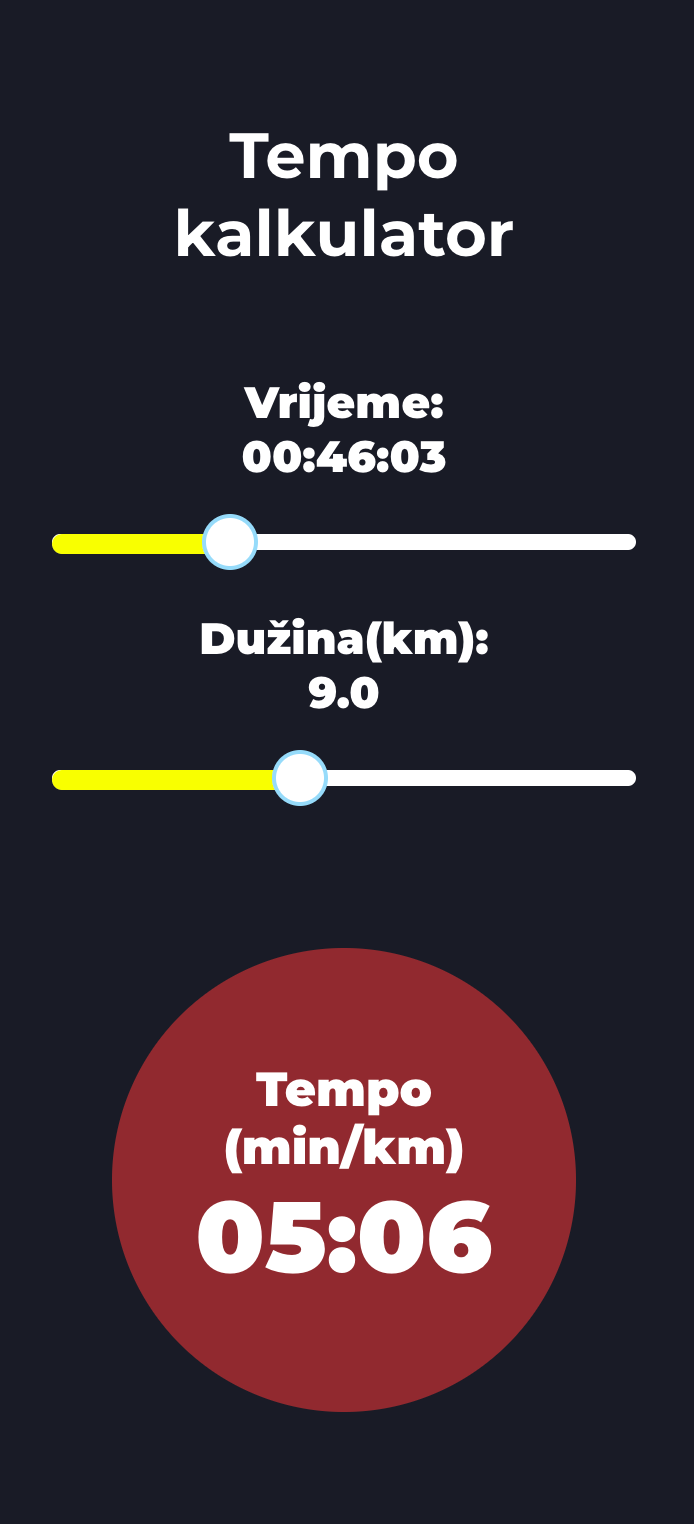 Tempo
kalkulator
Vrijeme:
00:46:03
Dužina(km):
9.0
Tempo
(min/km)
05:06